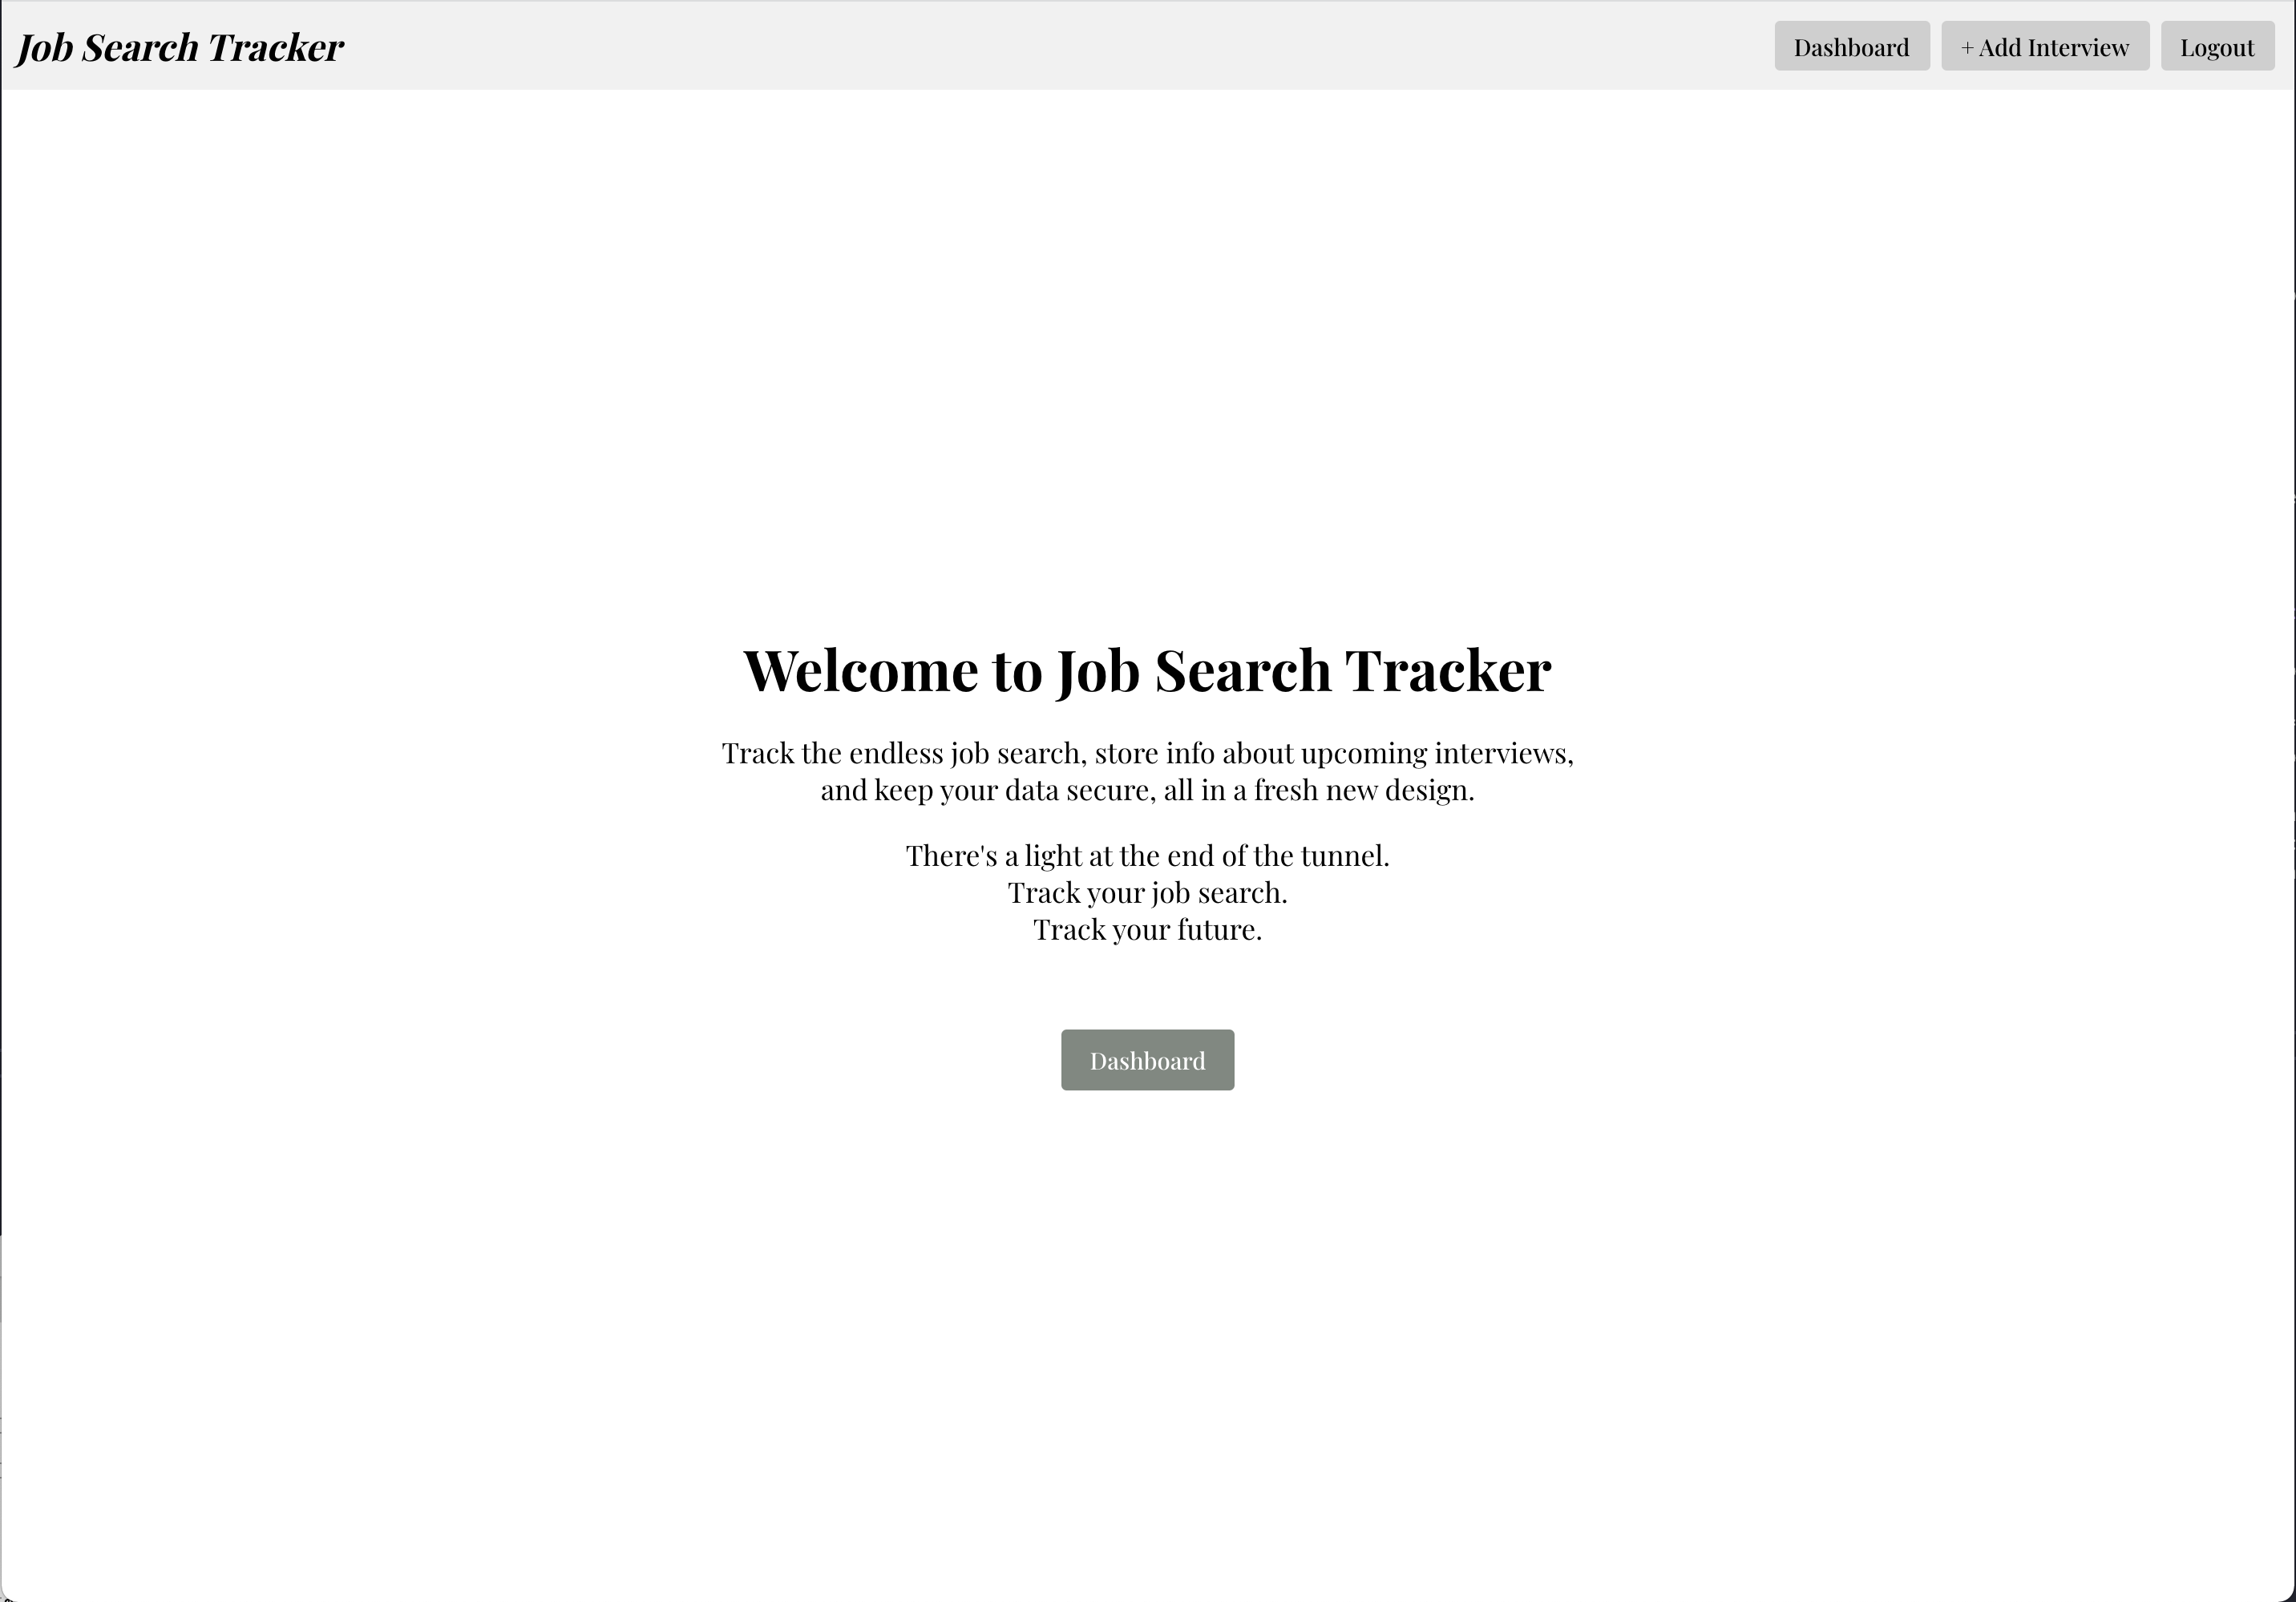 Job Search Tracker
Dashboard
+ Add Interview
Logout
Welcome to Job Search Tracker
Track the endless job search, store info about upcoming interviews,
and keep your data secure, all in a fresh new design.
There's a light at the end of the tunnel.
Track your job search.
Track your future.
Dashboard